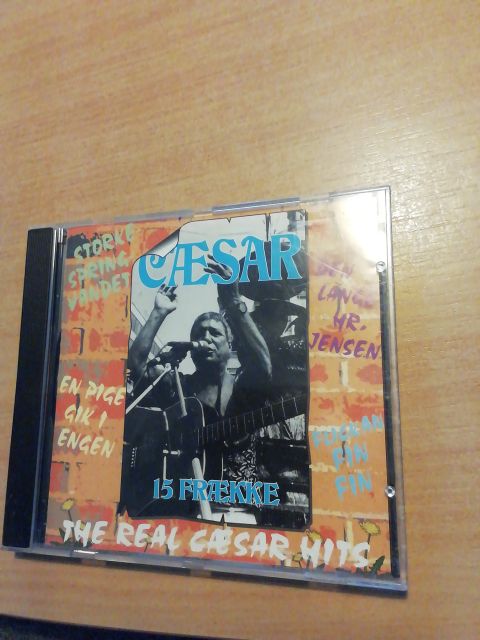 STORKE
SPRING
VANDET
CÆSAR
DEN
LANGE
HR.
JENSEN
EN PIGE
GIK I
ENGEN
FLICKAN
FIN
FIN
15 FRÆKKE
THE REAL CÆSAR HITS